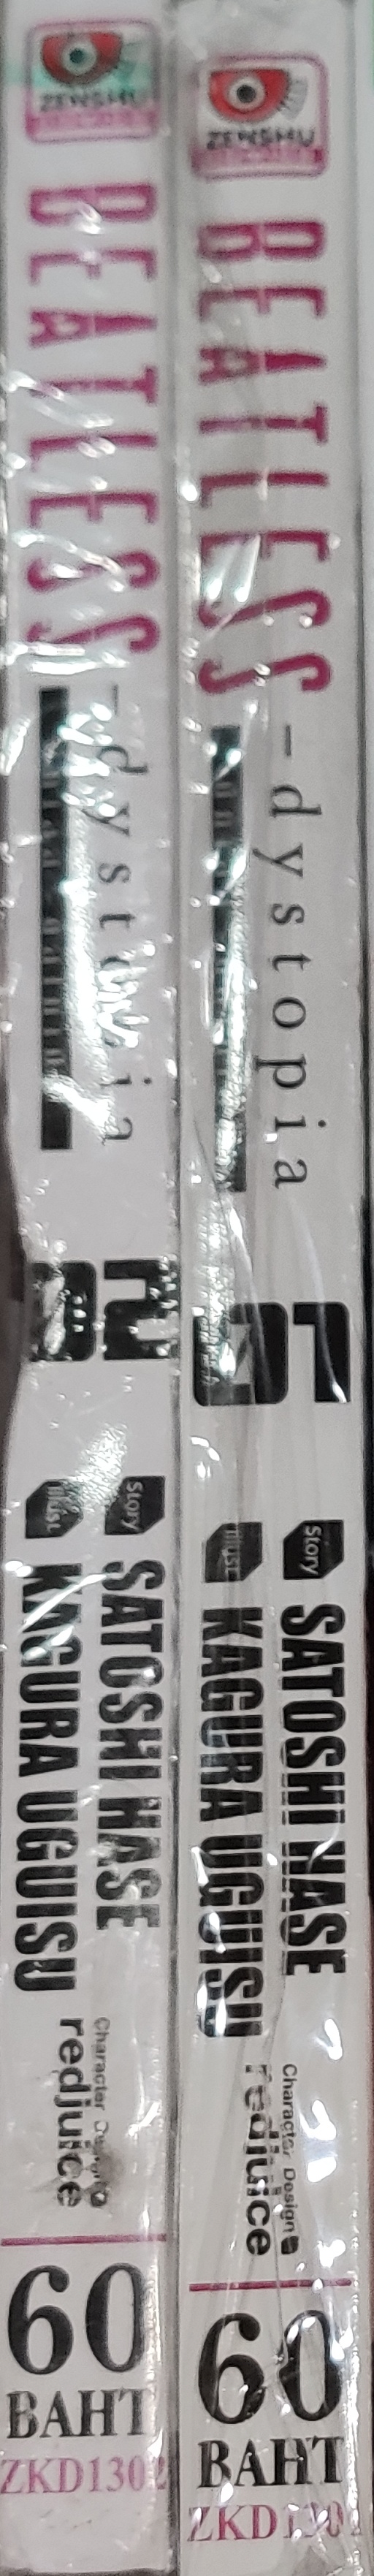 ZENSHU
BEATLESS
-dystopia
2
Story SATOSHI HASE
Illust KAGURA UGUISU
Character Design
redjuice
60
BAHT
ZKD1302
ZENSHU
BEATLESS
-dystopia
1
Story SATOSHI HASE
Illust KAGURA UGUISU
Character Design
redjuice
60
BAHT